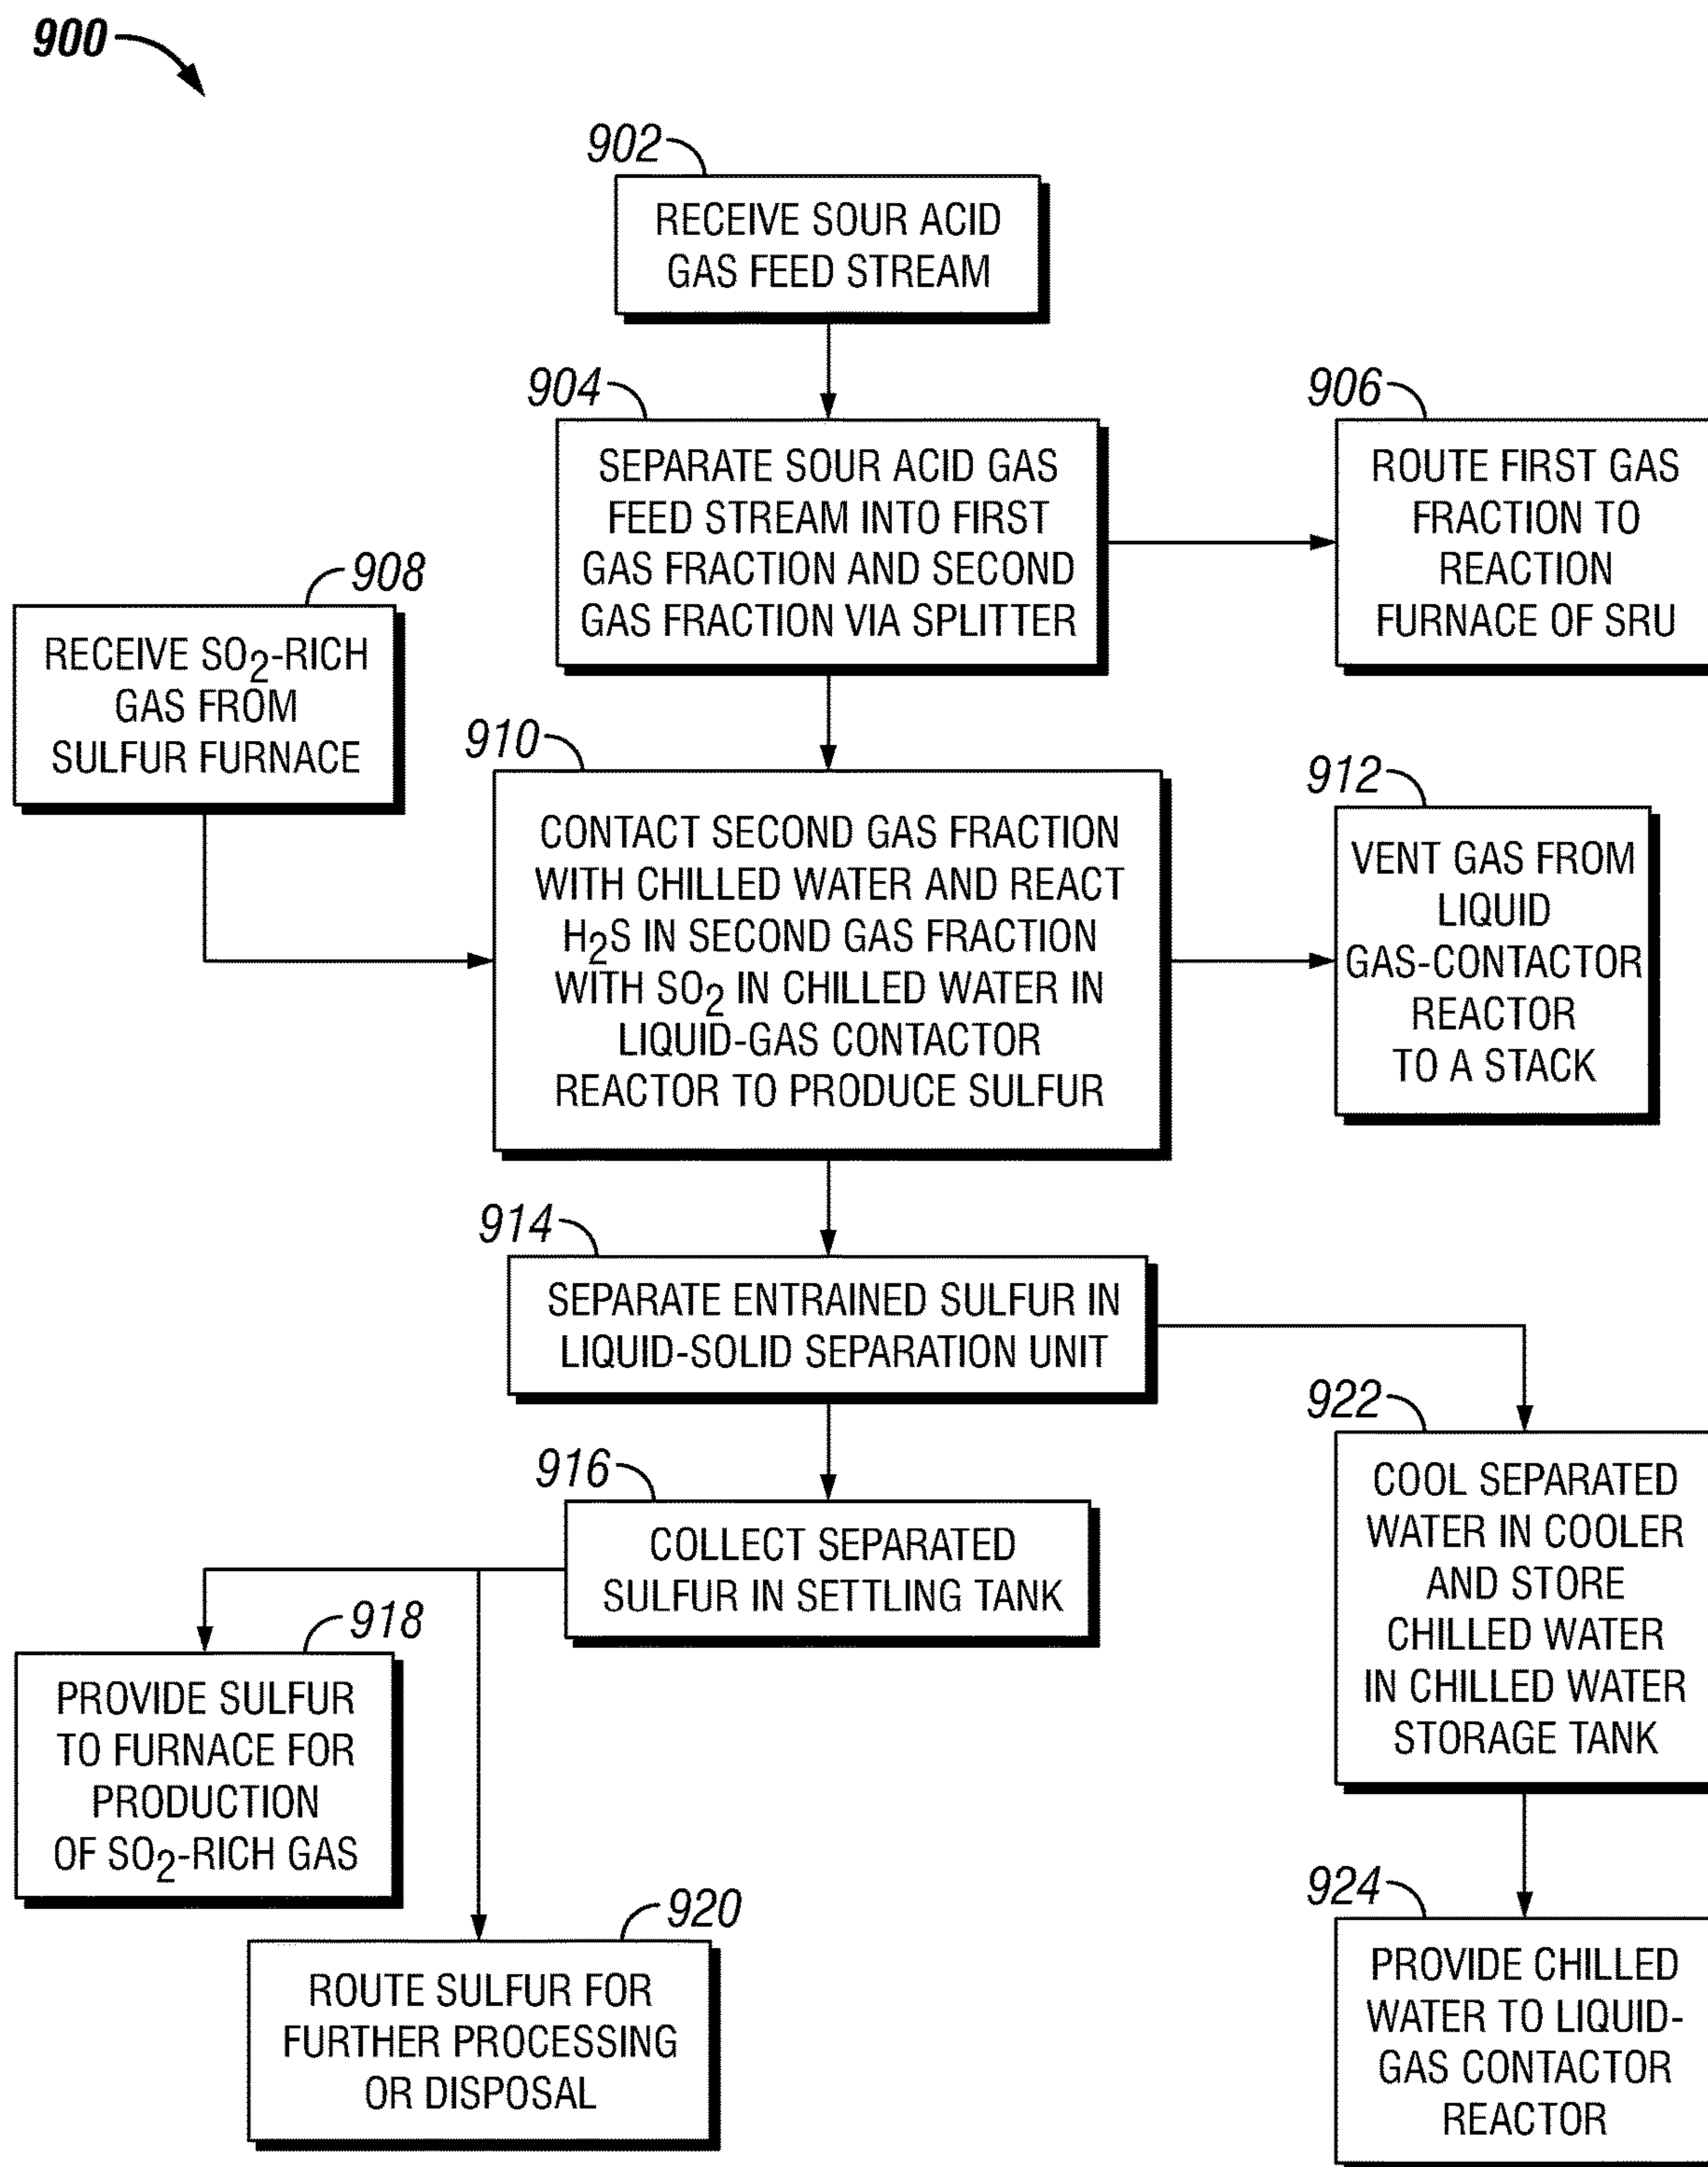 900
902
RECEIVE SOUR ACID
GAS FEED STREAM
904
SEPARATE SOUR ACID GAS
FEED STREAM INTO FIRST
GAS FRACTION AND SECOND
GAS FRACTION VIA SPLITTER
906
ROUTE FIRST GAS
FRACTION TO
REACTION
FURNACE OF SRU
908
RECEIVE SO2-RICH
GAS FROM
SULFUR FURNACE
910
CONTACT SECOND GAS FRACTION
WITH CHILLED WATER AND REACT
H2S IN SECOND GAS FRACTION
WITH SO2 IN CHILLED WATER IN
LIQUID-GAS CONTACTOR
REACTOR TO PRODUCE SULFUR
912
VENT GAS FROM
LIQUID
GAS-CONTACTOR
REACTOR
TO A STACK
914
SEPARATE ENTRAINED SULFUR IN
LIQUID-SOLID SEPARATION UNIT
916
COLLECT SEPARATED
SULFUR IN SETTLING TANK
918
PROVIDE SULFUR
TO FURNACE FOR
PRODUCTION
OF SO2-RICH GAS
920
ROUTE SULFUR FOR
FURTHER PROCESSING
OR DISPOSAL
922
COOL SEPARATED
WATER IN COOLER
AND STORE
CHILLED WATER
IN CHILLED WATER
STORAGE TANK
924
PROVIDE CHILLED
WATER TO LIQUID-
GAS CONTACTOR
REACTOR